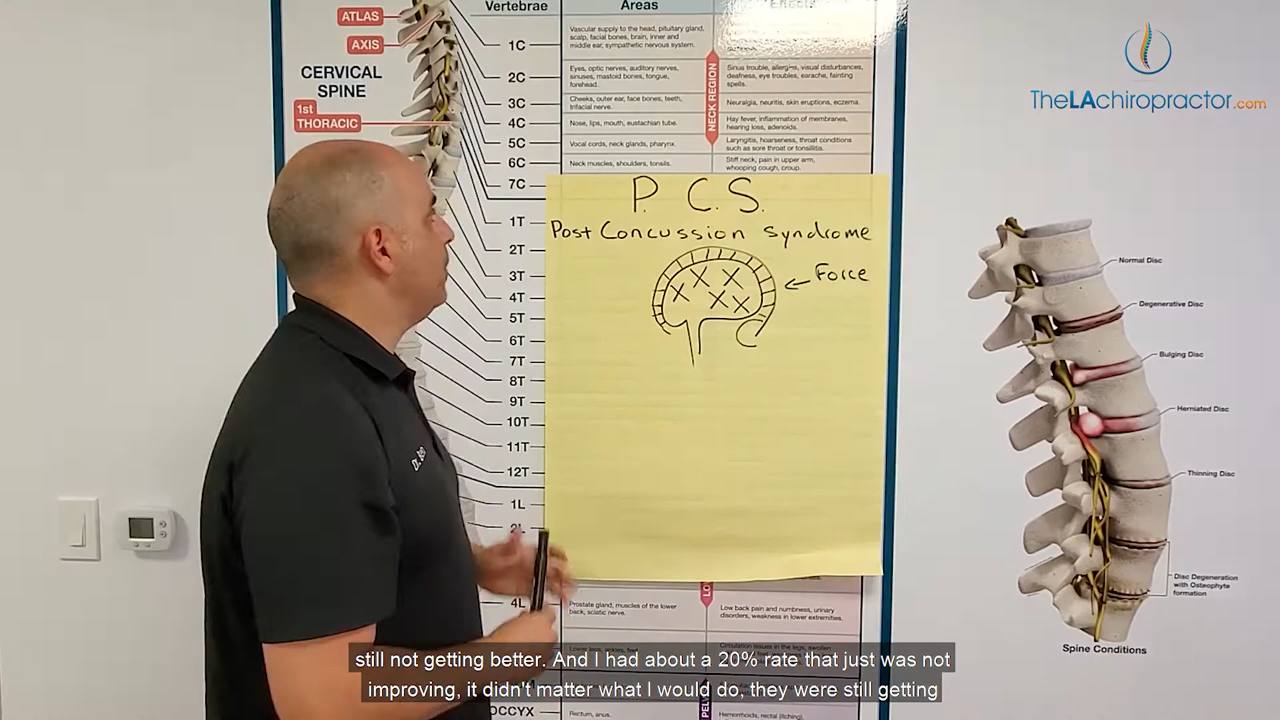 Vertebrae
Areas
ATLAS
AXIS
CERVICAL
SPINE
1st
THORACIC
1C
Vascular supply to the head, pituitary gland,
scalp, facial bones, brain, inner and
middle ear, sympathetic nervous system.
2C
Eyes, optic nerves, auditory nerves,
sinuses, mastoid bones, tongue,
forehead.
Sinus trouble, allergies, visual disturbances,
deafness, eye troubles, earache, fainting
spells.
3C
Cheeks, outer ear, face bones, teeth,
trifacial nerve.
Neuralgia, neuritis, skin eruptions, eczema.
4C
Nose, lips, mouth, eustachian tube.
Hay fever, inflammation of membranes,
hearing loss, adenoids.
5C
Vocal cords, neck glands, pharynx.
Laryngitis, hoarseness, throat conditions
such as sore throat or tonsillitis.
6C
Neck muscles, shoulders, tonsils.
Stiff neck, pain in upper arm,
whooping cough, croup.
NECK REGION
7C
1T
2T
3T
4T
5T
6T
7T
8T
9T
10T
11T
12T
1L
2L
4L
Prostate gland, muscles of the lower
back, sciatic nerve.
Low back pain and numbness, urinary
disorders, weakness in lower extremities.
OCCYX
Rectum, anus.
Hemorrhoids, rectal (itching).
P. C. S.
Post Concussion Syndrome
← Force
TheLAchiropractor.com
Normal Disc
Degenerative Disc
Bulging Disc
Herniated Disc
Thinning Disc
Disc Degeneration
with Osteophyte
formation
Spine Conditions
still not getting better. And I had about a 20% rate that just was not
improving, it didn't matter what I would do, they were still getting